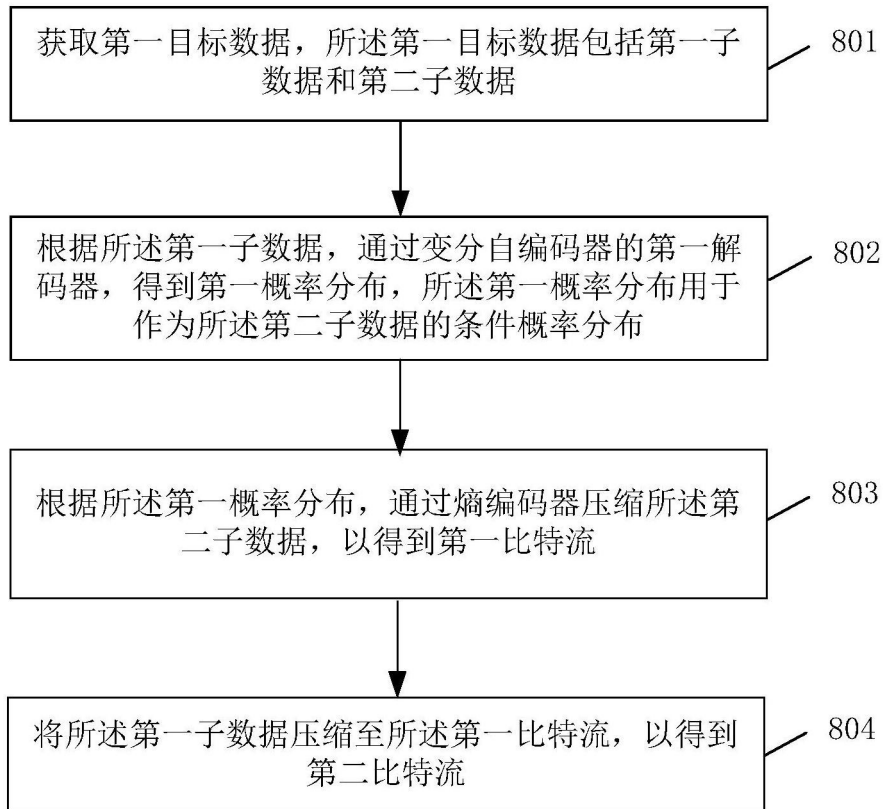 获取第一目标数据，所述第一目标数据包括第一子
数据和第二子数据
801
根据所述第一子数据，通过变分自编码器的第一解
码器，得到第一概率分布，所述第一概率分布用于
作为所述第二子数据的条件概率分布
802
根据所述第一概率分布，通过熵编码器压缩所述第
二子数据，以得到第一比特流
803
将所述第一子数据压缩至所述第一比特流，以得到
第二比特流
804